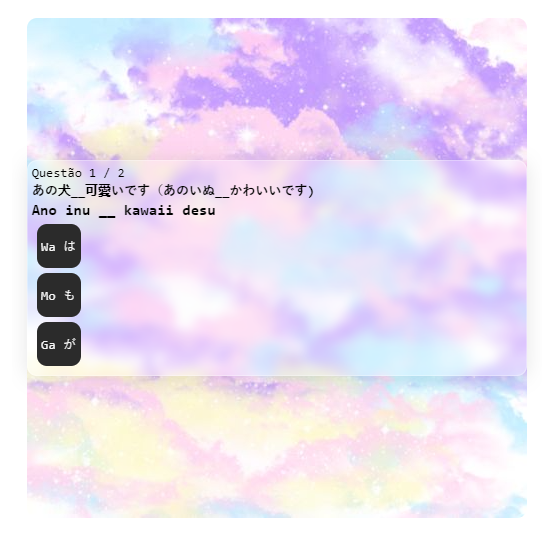 Questão 1 / 2
あの犬__可愛いです（あのいぬ__かわいいです)
Ano inu __ kawaii desu
Wa は
Mo も
Ga が